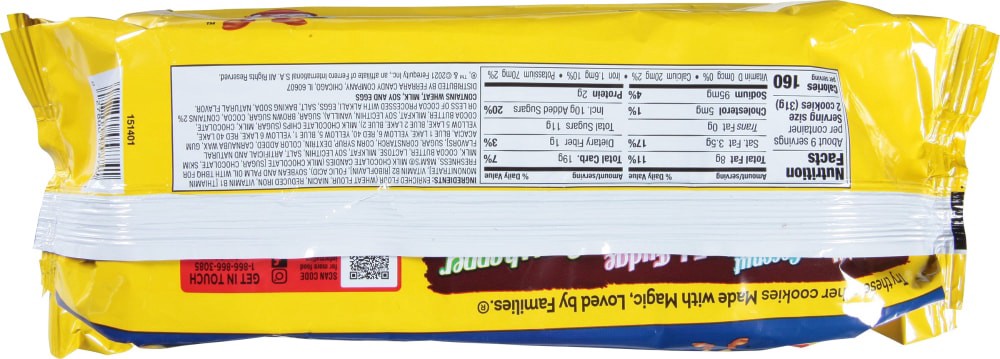 Try these
her cookies Made with Magic, Loved by Families.®
Coconut
Fudge
SCAN CODE
for more food
information
GET IN TOUCH
1-866-866-3085
Nutrition
Facts
About servings
per container
Serving size
2 cookies (31g)
Calories
per serving
160
Amount/serving % Daily Value
Total Fat 8g 11%
Sat. Fat 3.5g 17%
Trans Fat 0g
Cholesterol 5mg 1%
Sodium 95mg 4%
Amount/serving % Daily Value
Total Carb. 19g 7%
Dietary Fiber 1g 3%
Total Sugars 11g
Incl. 10g Added Sugars 20%
Protein 2g
Vitamin D 0mcg 0% • Calcium 20mg 2% • Iron 1.6mg 10% • Potassium 70mg 2%
INGREDIENTS: ENRICHED FLOUR (WHEAT FLOUR, NIACIN, REDUCED IRON, VITAMIN B1 [THIAMIN
MONONITRATE], VITAMIN B2 [RIBOFLAVIN], FOLIC ACID), SOYBEAN AND PALM OIL WITH TBHQ FOR
FRESHNESS, M&M'S® MILK CHOCOLATE CANDIES (MILK CHOCOLATE [SUGAR, CHOCOLATE, SKIM
MILK, COCOA BUTTER, LACTOSE, MILKFAT, SOY LECITHIN, SALT, ARTIFICIAL AND NATURAL
FLAVORS], SUGAR, CORNSTARCH, CORN SYRUP, DEXTRIN, COLOR ADDED, CARNAUBA WAX, GUM
ACACIA, BLUE 1 LAKE, YELLOW 6, RED 40, YELLOW 5, BLUE 1, YELLOW 6 LAKE, RED 40 LAKE,
YELLOW 5 LAKE, BLUE 2 LAKE, BLUE 2), MILK CHOCOLATE CHIPS (SUGAR, MILK, CHOCOLATE,
COCOA BUTTER, MILKFAT, SOY LECITHIN, VANILLA), SUGAR, BROWN SUGAR, COCOA, CONTAINS 2%
OR LESS OF COCOA PROCESSED WITH ALKALI, EGGS, SALT, BAKING SODA, NATURAL FLAVOR.
CONTAINS WHEAT, MILK, SOY AND EGGS
DISTRIBUTED BY FERRARA CANDY COMPANY, CHICAGO, IL 60607
®, ™ & ©2021 Ferequity Inc., an affiliate of Ferrero International S.A. All Rights Reserved.
151401